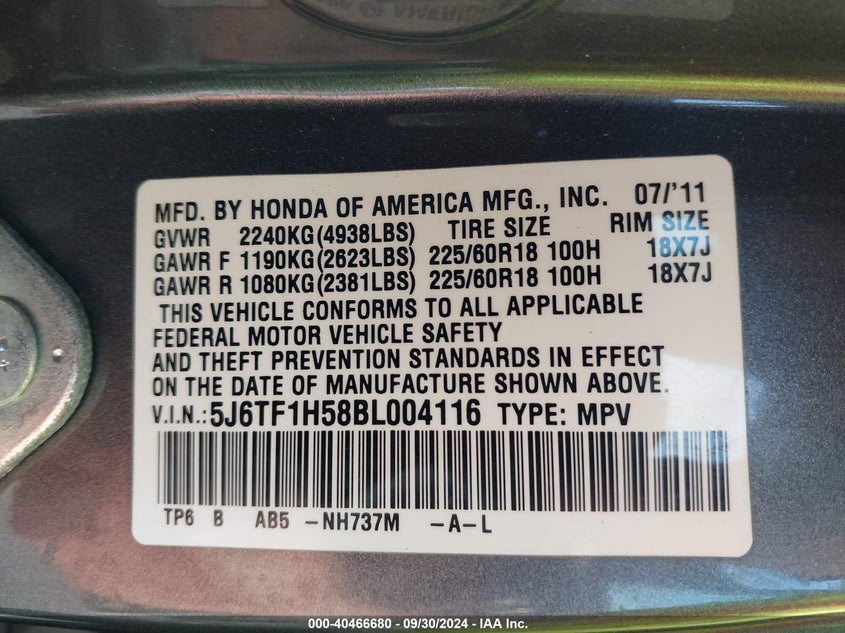 MFD. BY HONDA OF AMERICA MFG., INC. 07/'11
GVWR 2240KG(4938LBS) TIRE SIZE RIM SIZE
GAWR F 1190KG(2623LBS) 225/60R18 100H 18X7J
GAWR R 1080KG(2381LBS) 225/60R18 100H 18X7J
THIS VEHICLE CONFORMS TO ALL APPLICABLE
FEDERAL MOTOR VEHICLE SAFETY
AND THEFT PREVENTION STANDARDS IN EFFECT
ON THE DATE OF MANUFACTURE SHOWN ABOVE.
V.I.N.:5J6TF1H58BL004116 TYPE: MPV
TP6 B AB5 -NH737M -A-L
000-40466680 - 09/30/2024 - IAA Inc.